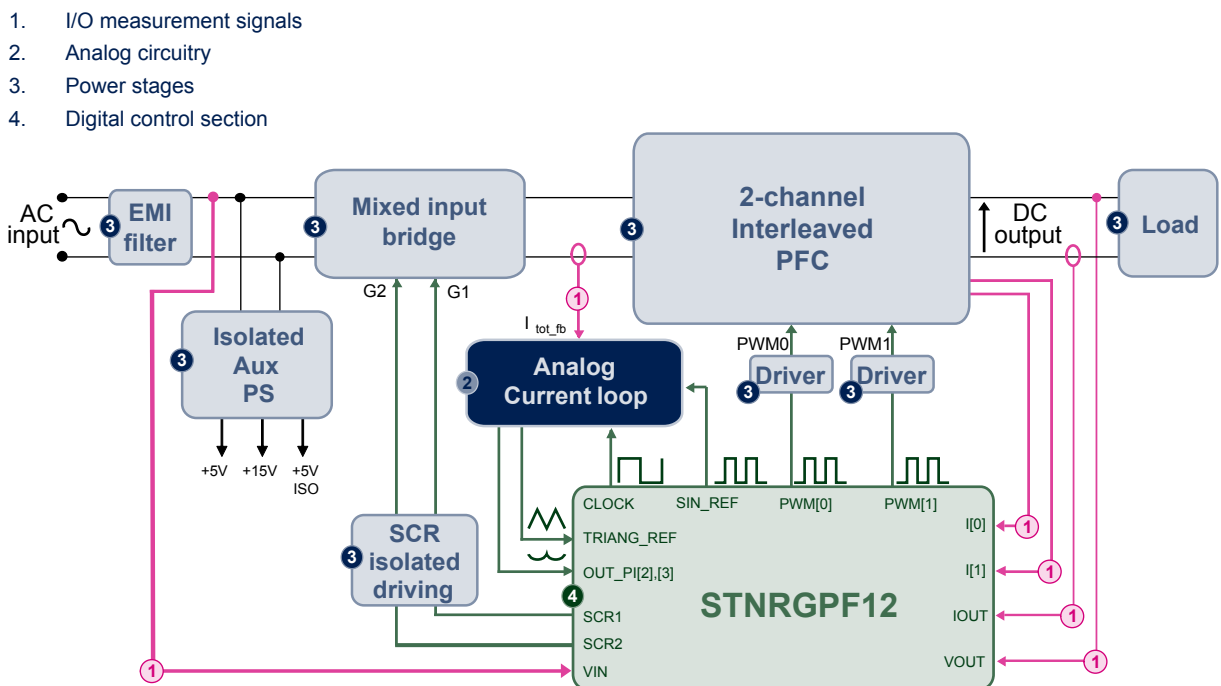 1. I/O measurement signals
2. Analog circuitry
3. Power stages
4. Digital control section
AC
input
3
EMI
filter
3
Mixed input
bridge
3
2-channel
Interleaved
PFC
DC
output
3
Load
G2
G1
1
I tot_fb
3
Isolated
Aux
PS
+5V
+15V
+5V
ISO
2
Analog
Current loop
PWM0
PWM1
3
Driver
3
Driver
3
SCR
isolated
driving
CLOCK
SIN_REF
PWM[0]
PWM[1]
TRIANG_REF
OUT_PI[2],[3]
4
SCR1
SCR2
VIN
1
STNRGPF12
I[0]
1
I[1]
1
IOUT
1
VOUT
1